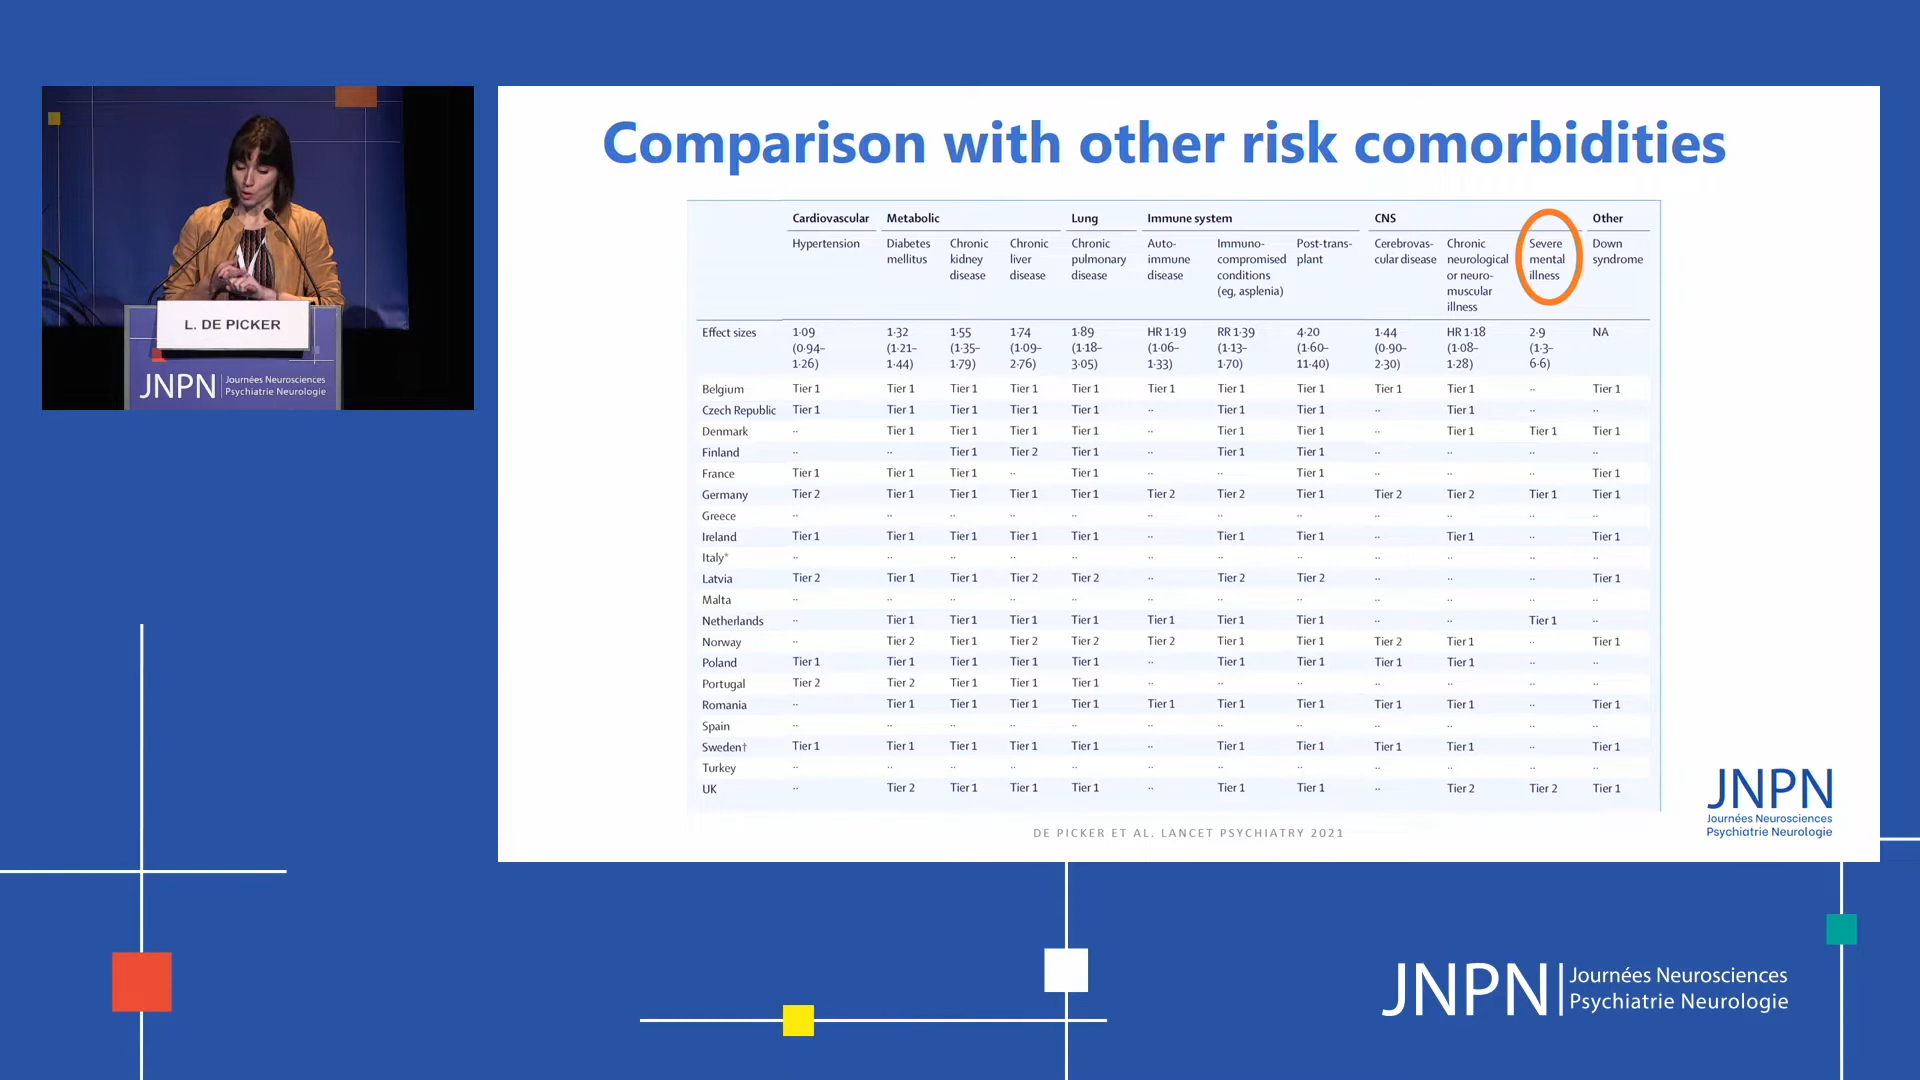 L. DE PICKER
JNPN Journées Neurosciences
Psychiatrie Neurologie
Comparison with other risk comorbidities
Cardiovascular Metabolic Lung Immune system CNS Other
Hypertension Diabetes mellitus Chronic kidney disease Chronic liver disease Chronic pulmonary disease Auto-immune disease Immuno-compromised conditions (eg, asplenia) Post-trans-plant Cerebrovas-cular disease Chronic neurological or neuro-muscular illness Severe mental illness Down syndrome
Effect sizes 1·09 (0·94–1·26) 1·32 (1·21–1·44) 1·55 (1·35–1·79) 1·74 (1·09–2·76) 1·89 (1·18–3·05) HR 1·19 (1·06–1·33) RR 1·39 (1·13–1·70) 4·20 (1·60–11·40) 1·44 (0·90–2·30) HR 1·18 (1·08–1·28) 2·9 (1·3–6·6) NA
Belgium Tier 1 Tier 1 Tier 1 Tier 1 Tier 1 Tier 1 Tier 1 Tier 1 Tier 1 Tier 1 ·· Tier 1
Czech Republic Tier 1 Tier 1 Tier 1 Tier 1 Tier 1 ·· Tier 1 Tier 1 ·· Tier 1 ·· ··
Denmark ·· Tier 1 Tier 1 Tier 1 Tier 1 ·· Tier 1 Tier 1 ·· Tier 1 Tier 1 Tier 1
Finland ·· ·· Tier 1 Tier 2 Tier 1 ·· Tier 1 Tier 1 ·· ·· ·· ··
France Tier 1 Tier 1 Tier 1 ·· Tier 1 ·· ·· Tier 1 ·· ·· ·· Tier 1
Germany Tier 2 Tier 1 Tier 1 Tier 1 Tier 1 Tier 2 Tier 2 Tier 1 Tier 2 Tier 2 Tier 1 Tier 1
Greece ·· ·· ·· ·· ·· ·· ·· ·· ·· ·· ·· ··
Ireland Tier 1 Tier 1 Tier 1 Tier 1 Tier 1 ·· Tier 1 Tier 1 ·· Tier 1 ·· Tier 1
Italy* ·· ·· ·· ·· ·· ·· ·· ·· ·· ·· ·· ··
Latvia Tier 2 Tier 1 Tier 1 Tier 2 Tier 2 ·· Tier 2 Tier 2 ·· ·· ·· Tier 1
Malta ·· ·· ·· ·· ·· ·· ·· ·· ·· ·· ·· ··
Netherlands ·· Tier 1 Tier 1 Tier 1 Tier 1 Tier 1 Tier 1 Tier 1 ·· ·· Tier 1 ··
Norway ·· Tier 2 Tier 1 Tier 2 Tier 2 Tier 2 Tier 1 Tier 1 Tier 2 Tier 1 ·· Tier 1
Poland Tier 1 Tier 1 Tier 1 Tier 1 Tier 1 ·· Tier 1 Tier 1 Tier 1 Tier 1 ·· ··
Portugal Tier 2 Tier 2 Tier 1 Tier 1 Tier 1 ·· ·· ·· ·· ·· ·· ··
Romania ·· Tier 1 Tier 1 Tier 1 Tier 1 Tier 1 Tier 1 Tier 1 Tier 1 Tier 1 ·· Tier 1
Spain ·· ·· ·· ·· ·· ·· ·· ·· ·· ·· ·· ··
Sweden† Tier 1 Tier 1 Tier 1 Tier 1 Tier 1 ·· Tier 1 Tier 1 Tier 1 Tier 1 ·· Tier 1
Turkey ·· ·· ·· ·· ·· ·· ·· ·· ·· ·· ·· ··
UK ·· Tier 2 Tier 1 Tier 1 Tier 1 ·· Tier 1 Tier 1 ·· Tier 2 Tier 2 Tier 1
DE PICKER ET AL. LANCET PSYCHIATRY 2021
JNPN
Journées Neurosciences
Psychiatrie Neurologie
JNPN Journées Neurosciences
Psychiatrie Neurologie